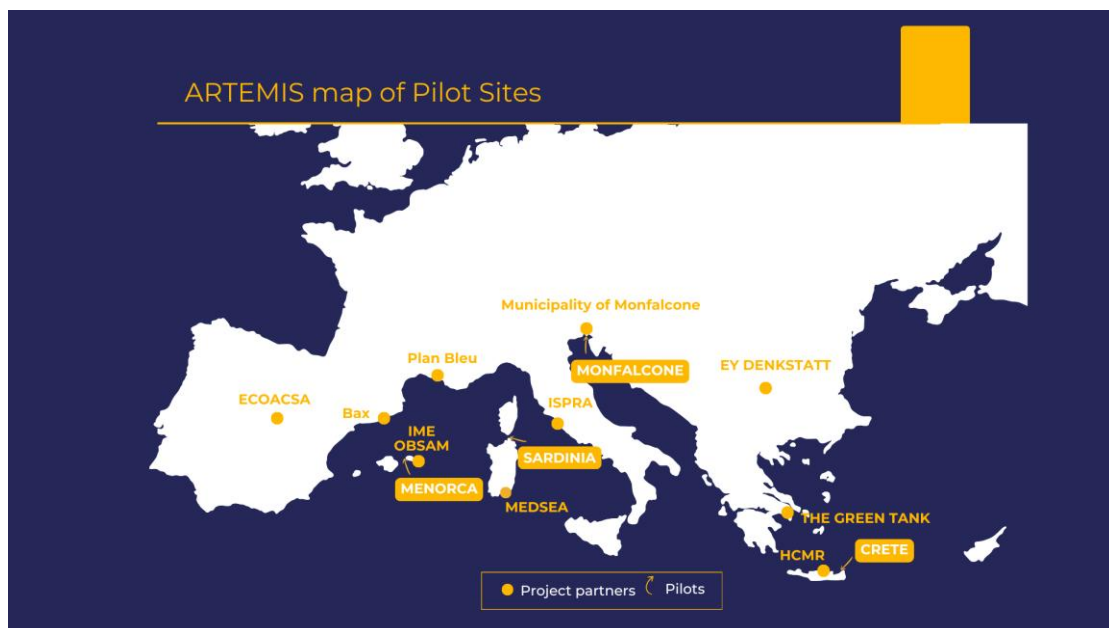 ARTEMIS map of Pilot Sites
Municipality of Monfalcone
MONFALCONE
Plan Bleu
EY DENKSTATT
ECOACSA
Bax
ISPRA
IME
OBSAM
SARDINIA
MENORCA
MEDSEA
THE GREEN TANK
HCMR
CRETE
Project partners
Pilots